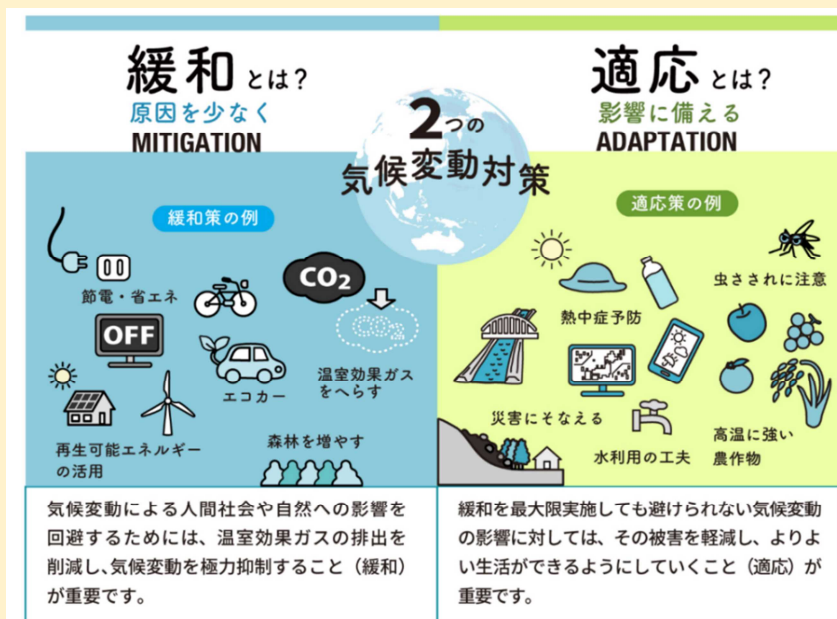 緩和とは?
原因を少なく
MITIGATION
2つの
気候変動対策
適応とは?
影響に備える
ADAPTATION
緩和策の例
節電・省エネ
OFF
CO2
CO2
エコカー
温室効果ガス
をへらす
再生可能エネルギー
の活用
森林を増やす
適応策の例
虫さされに注意
熱中症予防
災害にそなえる
水利用の工夫
高温に強い
農作物
気候変動による人間社会や自然への影響を
回避するためには、温室効果ガスの排出を
削減し、気候変動を極力抑制すること(緩和)
が重要です。
緩和を最大限実施しても避けられない気候変動
の影響に対しては、その被害を軽減し、よりよ
い生活ができるようにしていくこと(適応)が
重要です。